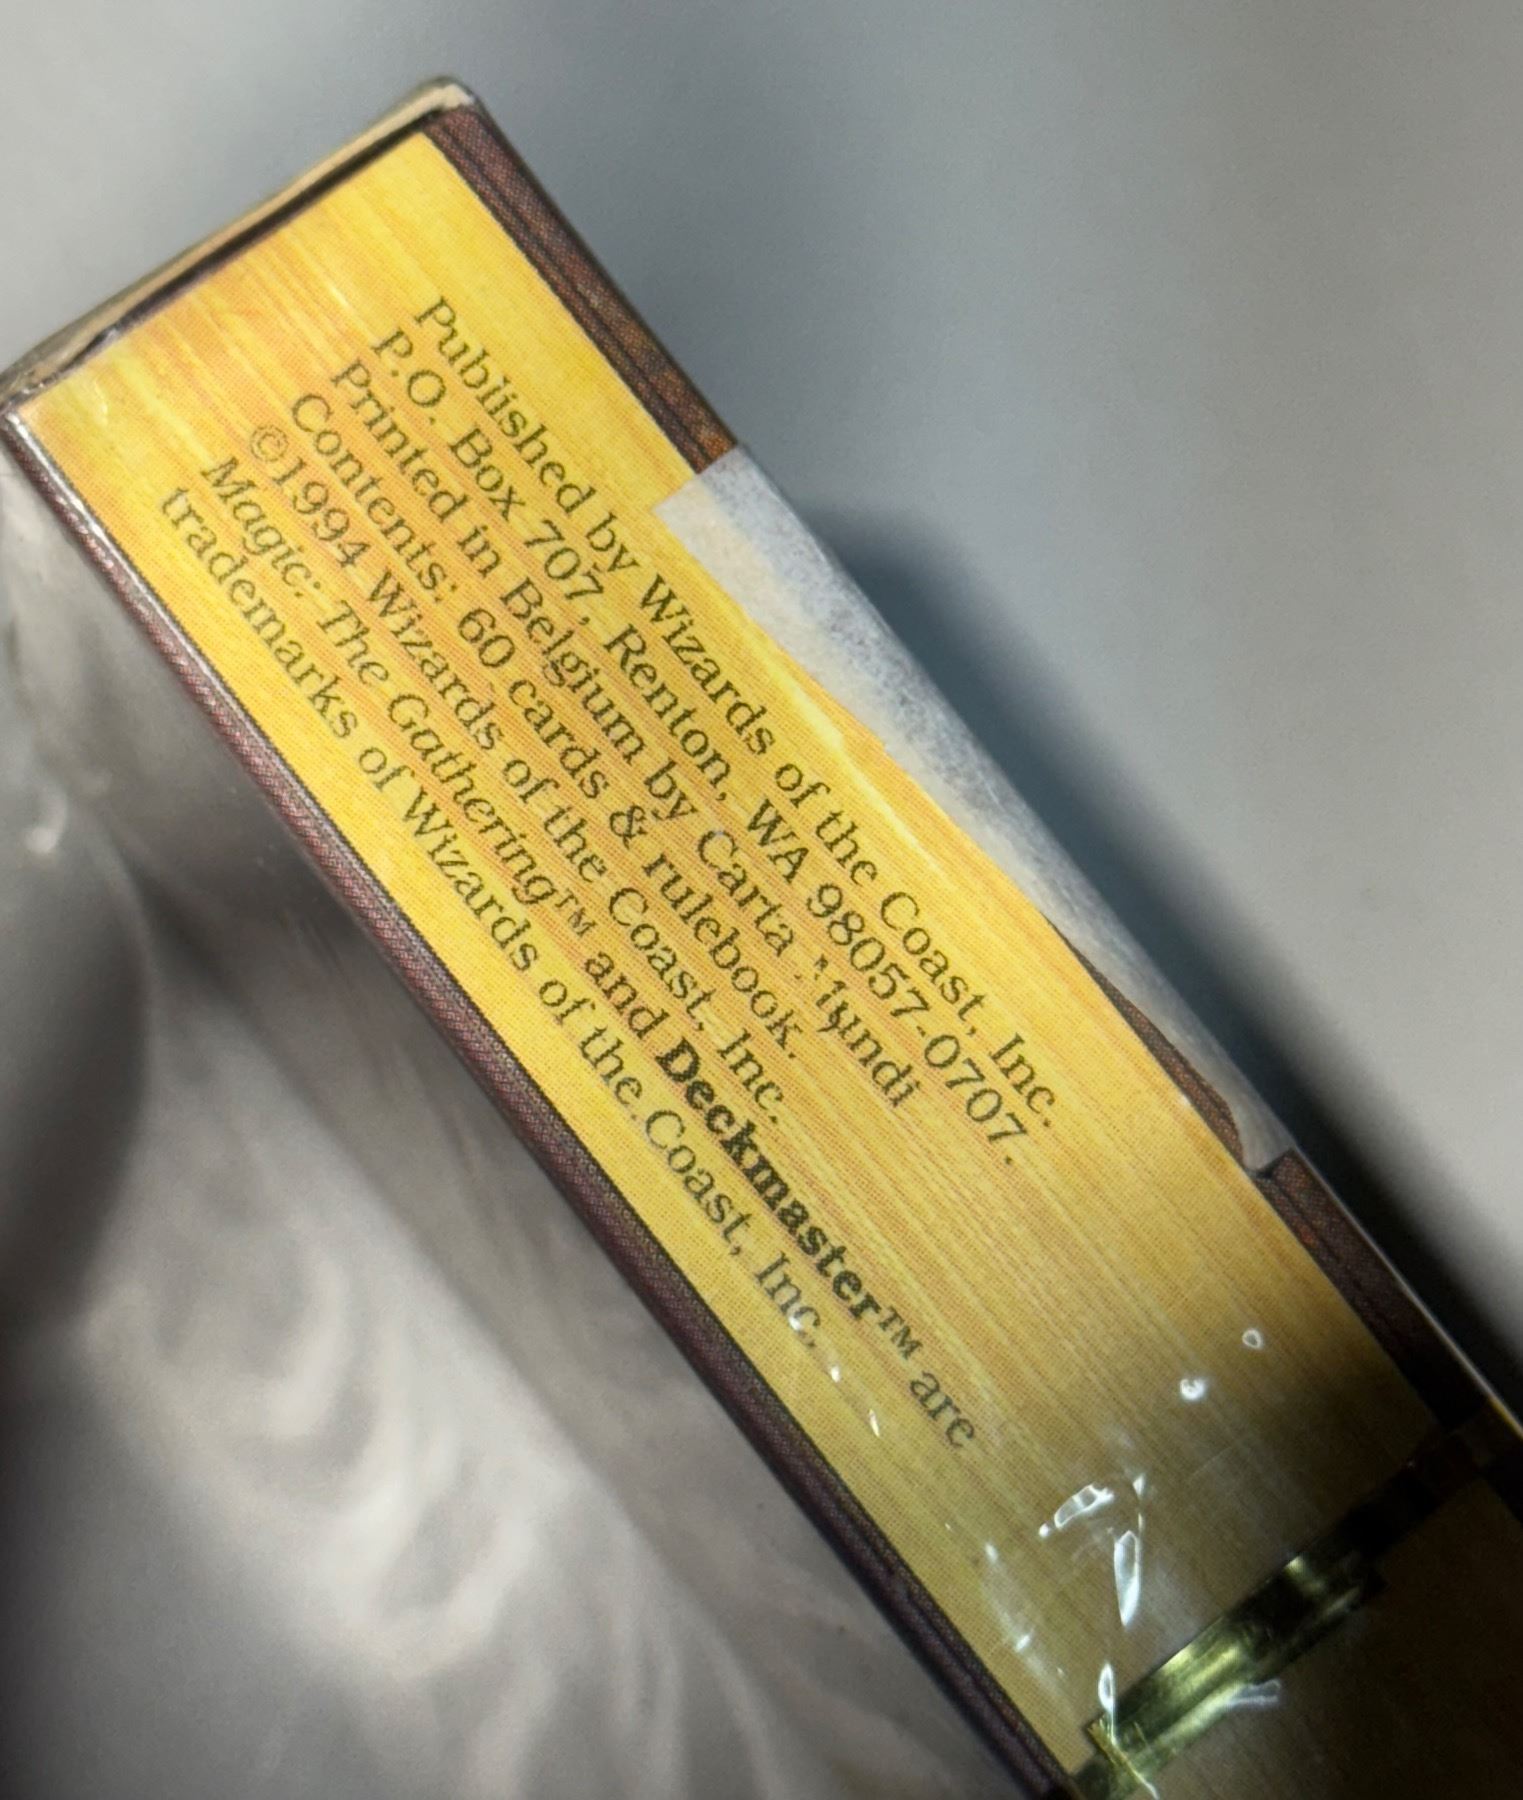 Published by Wizards of the Coast, Inc.
P.O. Box 707, Renton, WA 98057-0707.
Printed in Belgium by Carta Mundi
Contents: 60 cards & rulebook.
©1994 Wizards of the Coast, Inc.
Magic: The Gathering™ and Deckmaster™ are
trademarks of Wizards of the Coast, Inc.